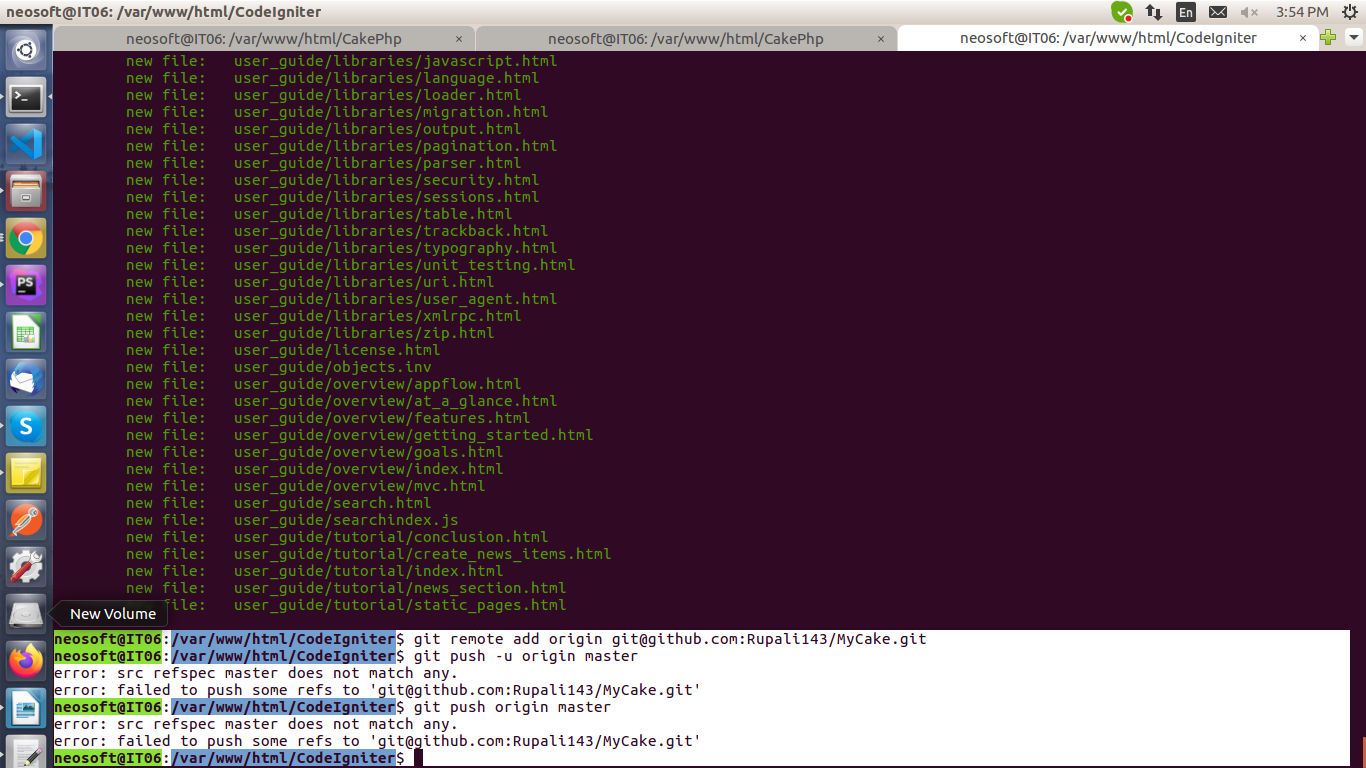 neosoft@IT06: /var/www/html/CodeIgniter
En
3:54 PM
neosoft@IT06: /var/www/html/CakePhp ×
neosoft@IT06: /var/www/html/CakePhp ×
neosoft@IT06: /var/www/html/CodeIgniter ×
new file: user_guide/libraries/javascript.html
new file: user_guide/libraries/language.html
new file: user_guide/libraries/loader.html
new file: user_guide/libraries/migration.html
new file: user_guide/libraries/output.html
new file: user_guide/libraries/pagination.html
new file: user_guide/libraries/parser.html
new file: user_guide/libraries/security.html
new file: user_guide/libraries/sessions.html
new file: user_guide/libraries/table.html
new file: user_guide/libraries/trackback.html
new file: user_guide/libraries/typography.html
new file: user_guide/libraries/unit_testing.html
new file: user_guide/libraries/uri.html
new file: user_guide/libraries/user_agent.html
new file: user_guide/libraries/xmlrpc.html
new file: user_guide/libraries/zip.html
new file: user_guide/license.html
new file: user_guide/objects.inv
new file: user_guide/overview/appflow.html
new file: user_guide/overview/at_a_glance.html
new file: user_guide/overview/features.html
new file: user_guide/overview/getting_started.html
new file: user_guide/overview/goals.html
new file: user_guide/overview/index.html
new file: user_guide/overview/mvc.html
new file: user_guide/search.html
new file: user_guide/searchindex.js
new file: user_guide/tutorial/conclusion.html
new file: user_guide/tutorial/create_news_items.html
new file: user_guide/tutorial/index.html
new file: user_guide/tutorial/news_section.html
file: user_guide/tutorial/static_pages.html
New Volume
PS
S
neosoft@IT06:/var/www/html/CodeIgniter$ git remote add origin git@github.com:Rupali143/MyCake.git
neosoft@IT06:/var/www/html/CodeIgniter$ git push -u origin master
error: src refspec master does not match any.
error: failed to push some refs to 'git@github.com:Rupali143/MyCake.git'
neosoft@IT06:/var/www/html/CodeIgniter$ git push origin master
error: src refspec master does not match any.
error: failed to push some refs to 'git@github.com:Rupali143/MyCake.git'
neosoft@IT06:/var/www/html/CodeIgniter$